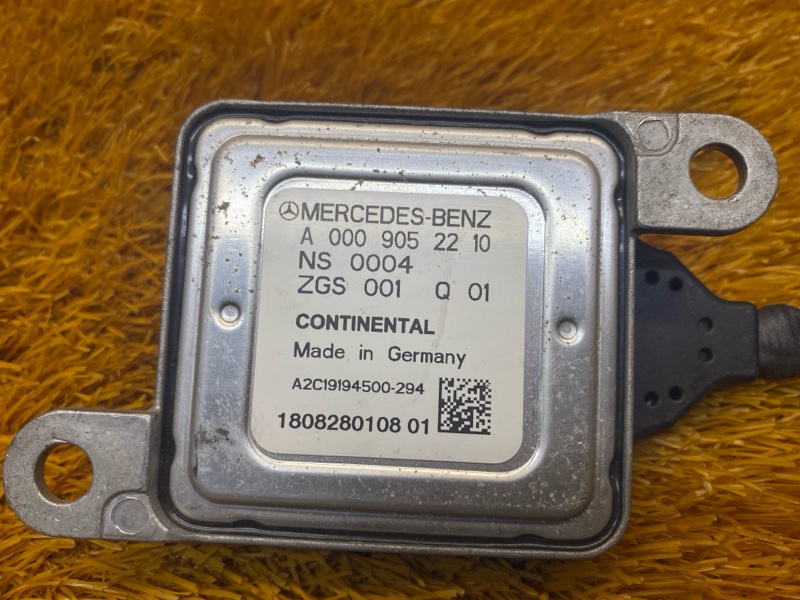 MERCEDES-BENZ
A 000 905 22 10
NS 0004
ZGS 001 Q 01
CONTINENTAL
Made in Germany
A2C19194500-294
1808280108 01